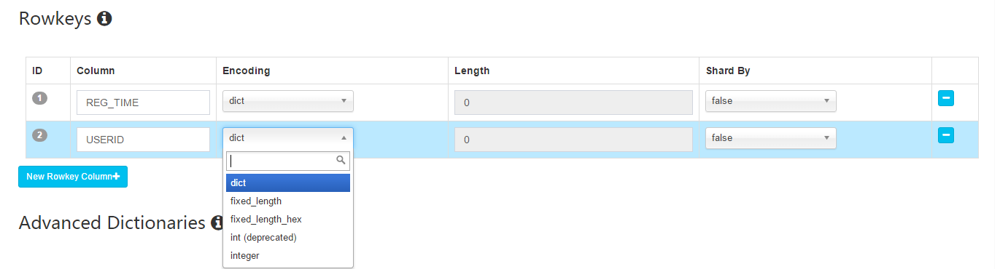 Rowkeys
ID Column Encoding Length Shard By
1 REG_TIME dict 0 false
2 USERID dict 0 false
New Rowkey Column+
dict
fixed_length
Advanced Dictionaries
fixed_length_hex
int (deprecated)
integer